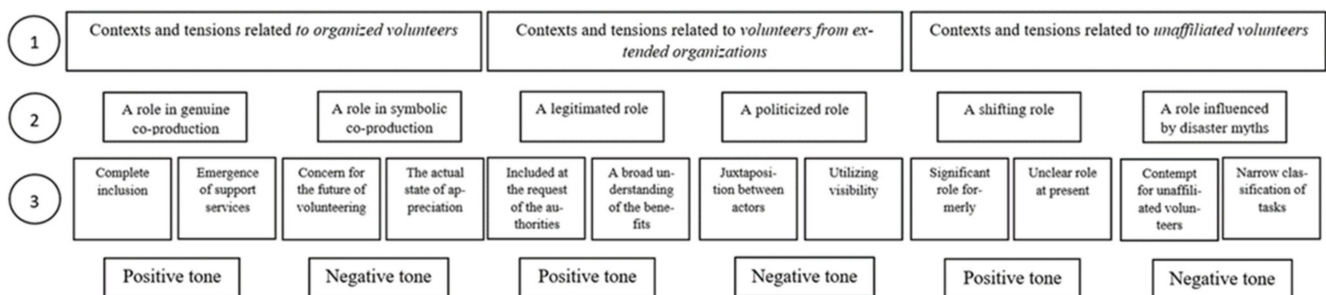 1
Contexts and tensions related to organized volunteers
Contexts and tensions related to volunteers from ex-
tended organizations
Contexts and tensions related to unaffiliated volunteers
2
A role in genuine
co-production
A role in symbolic
co-production
A legitimated role
A politicized role
A shifting role
A role influenced
by disaster myths
3
Complete
inclusion
Emergence
of support
services
Concern for
the future of
volunteering
The actual
state of ap-
preciation
Included at
the request
of the au-
thorities
A broad un-
derstanding
of the bene-
fits
Juxtapo-
sition between
actors
Utilizing
visibility
Significant
role for-
merly
Unclear role
at present
Contempt
for unaffili-
ated volun-
teers
Narrow clas-
sification of
tasks
Positive tone
Negative tone
Positive tone
Negative tone
Positive tone
Negative tone